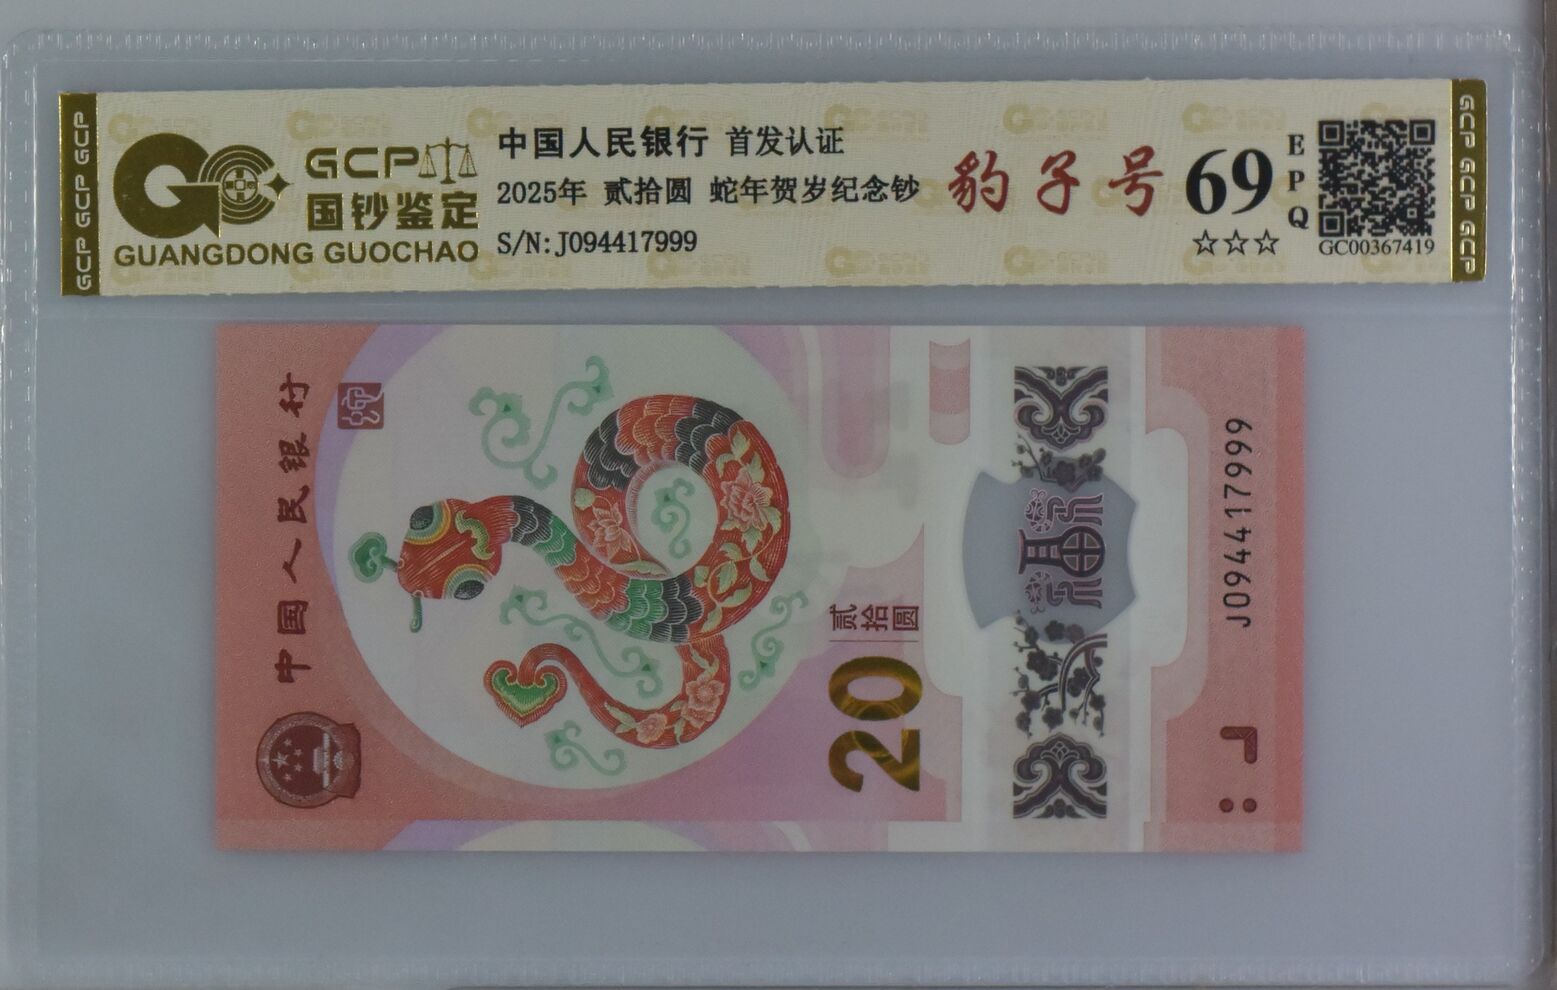 GCP GCP GCP
GCP
国钞鉴定
GUANGDONG GUOCHAO
中国人民银行 首发认证
2025年 贰拾圆 蛇年贺岁纪念钞
S/N:J094417999
豹子号
69
EPQ
☆☆☆
GC00367419
GCP GCP GCP
中国人民银行
蛇
贰拾圆
20
福
J094417999